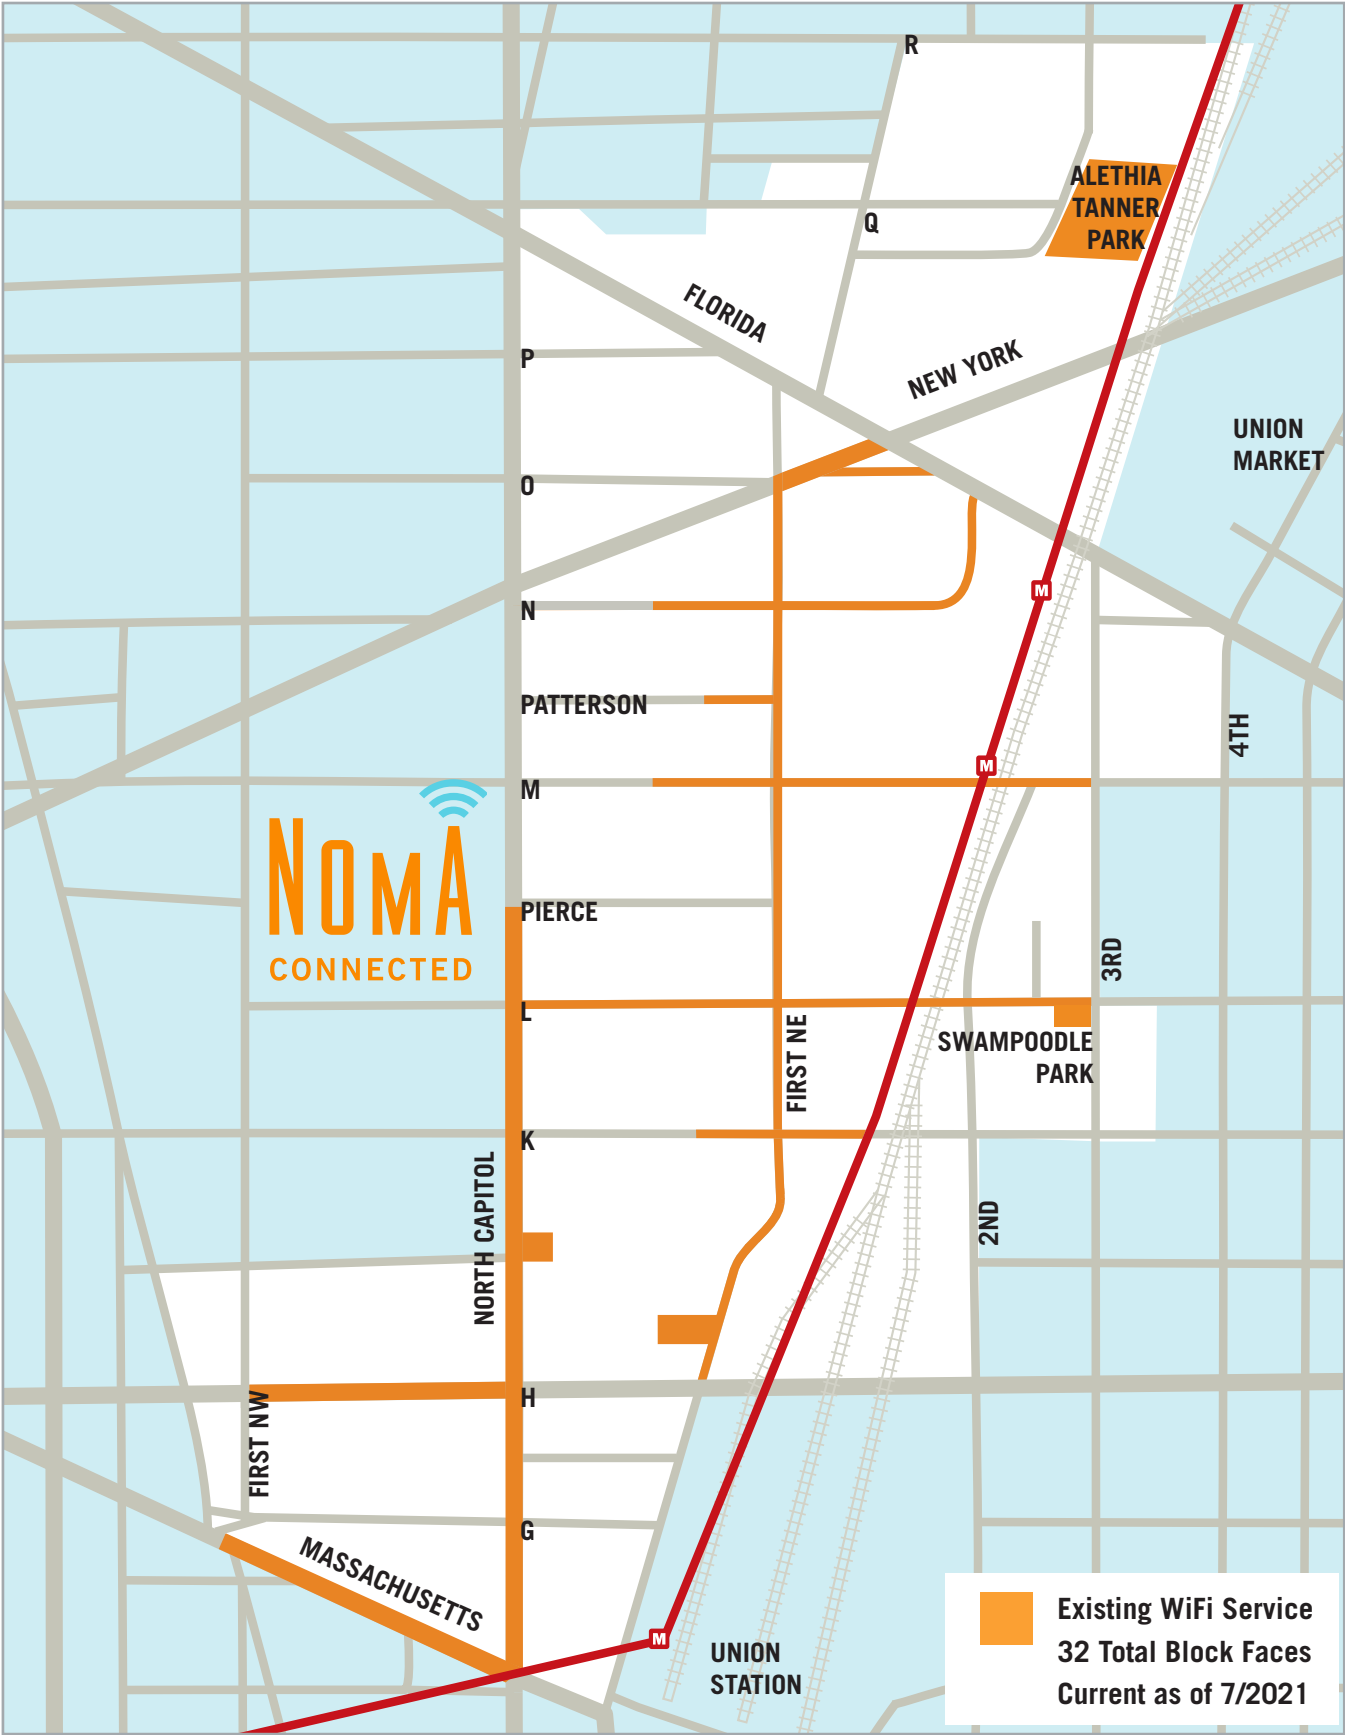 R
ALETHIA
TANNER
PARK
Q
FLORIDA
P
NEW YORK
UNION
MARKET
O
M
N
PATTERSON
4TH
M
M
NOMA
CONNECTED
PIERCE
3RD
L
FIRST NE
SWAMPOODLE
PARK
K
NORTH CAPITOL
2ND
H
FIRST NW
G
MASSACHUSETTS
M
UNION
STATION
Existing WiFi Service
32 Total Block Faces
Current as of 7/2021